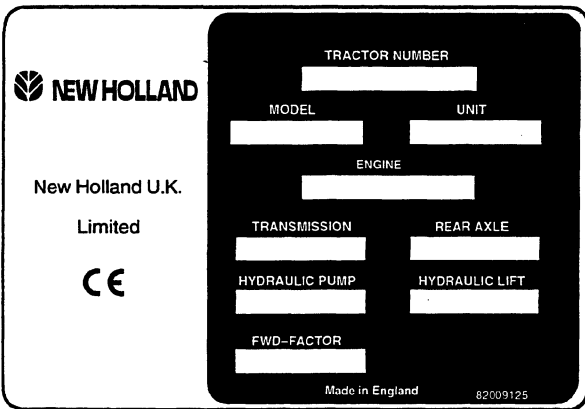 NEW HOLLAND
New Holland U.K.
Limited
CE
TRACTOR NUMBER
MODEL UNIT
ENGINE
TRANSMISSION REAR AXLE
HYDRAULIC PUMP HYDRAULIC LIFT
FWD-FACTOR
Made in England 82009125